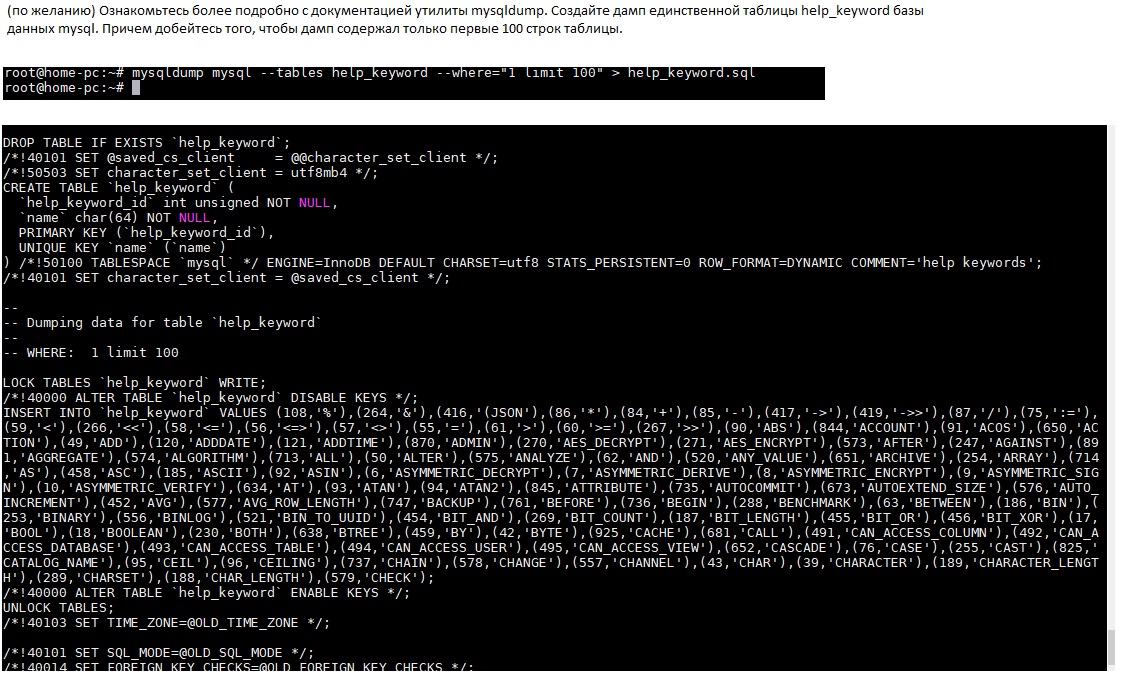 (по желанию) Ознакомьтесь более подробно с документацией утилиты mysqldump. Создайте дамп единственной таблицы help_keyword базы
данных mysql. Причем добейтесь того, чтобы дамп содержал только первые 100 строк таблицы.
root@home-pc:~# mysqldump mysql --tables help_keyword --where="1 limit 100" > help_keyword.sql
root@home-pc:~#
DROP TABLE IF EXISTS `help_keyword`;
/*!40101 SET @saved_cs_client     = @@character_set_client */;
/*!50503 SET character_set_client = utf8mb4 */;
CREATE TABLE `help_keyword` (
  `help_keyword_id` int unsigned NOT NULL,
  `name` char(64) NOT NULL,
  PRIMARY KEY (`help_keyword_id`),
  UNIQUE KEY `name` (`name`)
) /*!50100 TABLESPACE `mysql` */ ENGINE=InnoDB DEFAULT CHARSET=utf8 STATS_PERSISTENT=0 ROW_FORMAT=DYNAMIC COMMENT='help keywords';
/*!40101 SET character_set_client = @saved_cs_client */;
--
-- Dumping data for table `help_keyword`
--
-- WHERE:  1 limit 100
LOCK TABLES `help_keyword` WRITE;
/*!40000 ALTER TABLE `help_keyword` DISABLE KEYS */;
INSERT INTO `help_keyword` VALUES (108,'%'),(264,'&'),(416,'(JSON'),(86,'*'),(84,'+'),(85,'-'),(417,'->'),(419,'->>'),(87,'/'),(75,':='),
(59,'<'),(266,'<<'),(58,'<='),(56,'<=>'),(57,'<>'),(55,'='),(61,'>'),(60,'>='),(267,'>>'),(90,'ABS'),(844,'ACCOUNT'),(91,'ACOS'),(650,'AC
TION'),(49,'ADD'),(120,'ADDDATE'),(121,'ADDTIME'),(870,'ADMIN'),(270,'AES_DECRYPT'),(271,'AES_ENCRYPT'),(573,'AFTER'),(247,'AGAINST'),(89
1,'AGGREGATE'),(574,'ALGORITHM'),(713,'ALL'),(50,'ALTER'),(575,'ANALYZE'),(62,'AND'),(520,'ANY_VALUE'),(651,'ARCHIVE'),(254,'ARRAY'),(714
,'AS'),(458,'ASC'),(185,'ASCII'),(92,'ASIN'),(6,'ASYMMETRIC_DECRYPT'),(7,'ASYMMETRIC_DERIVE'),(8,'ASYMMETRIC_ENCRYPT'),(9,'ASYMMETRIC_SIG
N'),(10,'ASYMMETRIC_VERIFY'),(634,'AT'),(93,'ATAN'),(94,'ATAN2'),(845,'ATTRIBUTE'),(735,'AUTOCOMMIT'),(673,'AUTOEXTEND_SIZE'),(576,'AUTO_
INCREMENT'),(452,'AVG'),(577,'AVG_ROW_LENGTH'),(747,'BACKUP'),(761,'BEFORE'),(736,'BEGIN'),(288,'BENCHMARK'),(63,'BETWEEN'),(186,'BIN'),(
253,'BINARY'),(556,'BINLOG'),(521,'BIN_TO_UUID'),(454,'BIT_AND'),(269,'BIT_COUNT'),(187,'BIT_LENGTH'),(455,'BIT_OR'),(456,'BIT_XOR'),(17,
'BOOL'),(18,'BOOLEAN'),(230,'BOTH'),(638,'BTREE'),(459,'BY'),(42,'BYTE'),(925,'CACHE'),(681,'CALL'),(491,'CAN_ACCESS_COLUMN'),(492,'CAN_A
CCESS_DATABASE'),(493,'CAN_ACCESS_TABLE'),(494,'CAN_ACCESS_USER'),(495,'CAN_ACCESS_VIEW'),(652,'CASCADE'),(76,'CASE'),(255,'CAST'),(825,'
CATALOG_NAME'),(95,'CEIL'),(96,'CEILING'),(737,'CHAIN'),(578,'CHANGE'),(557,'CHANNEL'),(43,'CHAR'),(39,'CHARACTER'),(189,'CHARACTER_LENGT
H'),(289,'CHARSET'),(188,'CHAR_LENGTH'),(579,'CHECK');
/*!40000 ALTER TABLE `help_keyword` ENABLE KEYS */;
UNLOCK TABLES;
/*!40103 SET TIME_ZONE=@OLD_TIME_ZONE */;
/*!40101 SET SQL_MODE=@OLD_SQL_MODE */;
/*!40014 SET FOREIGN_KEY_CHECKS=@OLD_FOREIGN_KEY_CHECKS */;